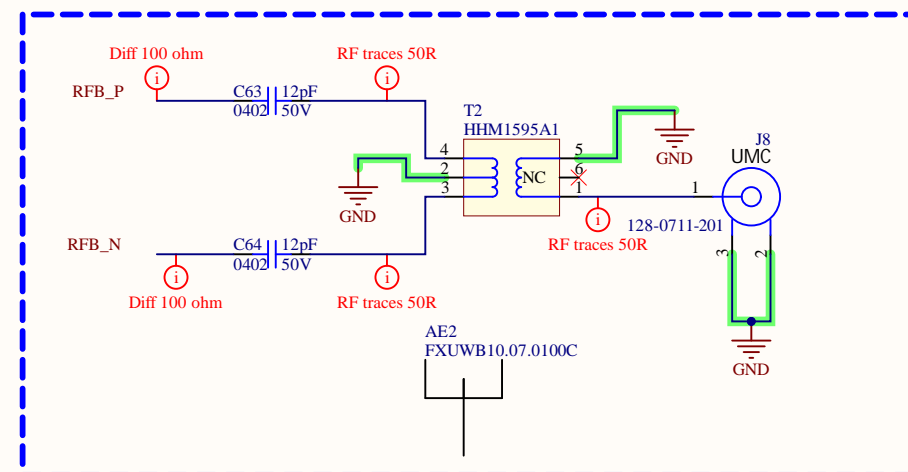 Diff 100 ohm
RF traces 50R
i
i
RFB_P
C63 12pF
0402 50V
T2
HHM1595A1
4
2
3
5
6
1
NC
GND
GND
J8
UMC
1
128-0711-201
3
2
i
RF traces 50R
RFB_N
C64 12pF
0402 50V
i
i
Diff 100 ohm
RF traces 50R
GND
AE2
FXUWB10.07.0100C